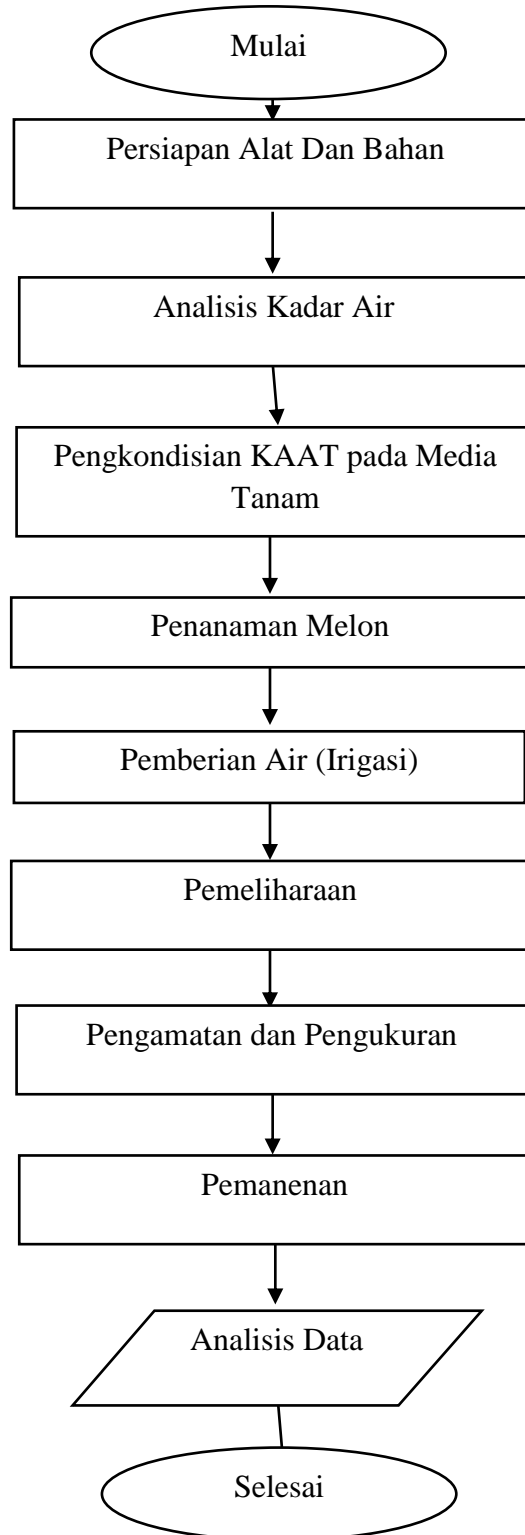 Mulai
Persiapan Alat Dan Bahan
Analisis Kadar Air
Pengkondisian KAAT pada Media
Tanam
Penanaman Melon
Pemberian Air (Irigasi)
Pemeliharaan
Pengamatan dan Pengukuran
Pemanenan
Analisis Data
Selesai